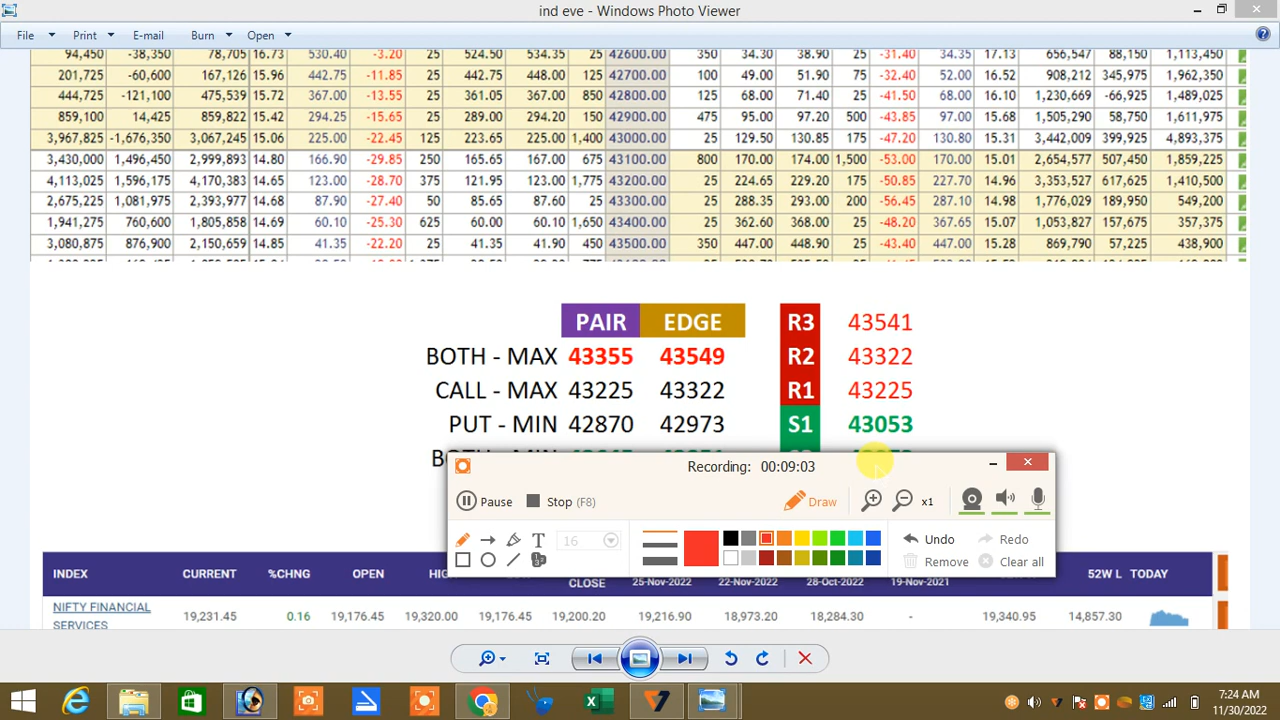 ind eve - Windows Photo Viewer
File Print E-mail Burn Open
94,450 -38,350 78,705 16.73 530.40 -3.20 25 524.50 534.35 25 42600.00 350 34.30 38.90 75 -31.40 34.35 17.13 656,547 88,150 1,113,450
201,725 -60,600 167,126 15.96 442.75 -11.85 25 442.75 448.00 125 42700.00 100 49.00 51.90 75 -32.40 52.00 16.52 908,212 345,975 1,962,350
444,725 -121,100 475,539 15.72 367.00 -13.55 25 361.05 367.00 850 42800.00 125 68.00 71.40 25 -41.50 68.00 16.10 1,230,669 -66,925 1,489,025
859,100 14,425 859,822 15.42 294.25 -15.65 25 289.00 294.20 150 42900.00 475 95.00 97.20 500 -43.85 97.00 15.68 1,505,290 58,750 1,611,975
3,967,825 -1,676,350 3,067,245 15.06 225.00 -22.45 125 223.65 225.00 1,400 43000.00 25 129.50 130.85 175 -47.20 130.80 15.31 3,442,009 399,925 4,893,375
3,430,000 1,496,450 2,999,893 14.80 166.90 -29.85 250 165.65 167.00 675 43100.00 800 170.00 174.00 1,500 -53.00 170.00 15.01 2,654,577 507,450 1,859,225
4,113,025 1,596,175 4,170,383 14.65 123.00 -28.70 375 121.95 123.00 1,775 43200.00 25 224.65 229.20 175 -50.85 227.70 14.96 3,353,527 617,625 1,410,500
2,675,225 1,081,975 2,393,977 14.68 87.90 -27.40 50 85.65 87.60 25 43300.00 25 288.35 293.00 200 -56.45 287.10 14.98 1,776,029 189,950 549,200
1,941,275 760,600 1,805,858 14.69 60.10 -25.30 625 60.00 60.10 1,650 43400.00 25 362.60 368.00 25 -48.20 367.65 15.07 1,053,827 157,675 357,375
3,080,875 876,900 2,150,659 14.85 41.35 -22.20 25 41.35 41.90 450 43500.00 350 447.00 448.90 25 -43.40 447.00 15.28 869,790 57,225 438,900
PAIR EDGE R3 43541
BOTH - MAX 43355 43549 R2 43322
CALL - MAX 43225 43322 R1 43225
PUT - MIN 42870 42973 S1 43053
Recording: 00:09:03
Pause Stop (F8) Draw x1
T 16 Undo Redo
Remove Clear all
INDEX CURRENT %CHNG OPEN CLOSE 25-Nov-2022 22-Nov-2022 28-Oct-2022 19-Nov-2021 52W L TODAY
NIFTY FINANCIAL
SERVICES
19,231.45 0.16 19,176.45 19,320.00 19,176.45 19,200.20 19,216.90 18,973.20 18,284.30 - 19,340.95 14,857.30
7:24 AM
11/30/2022